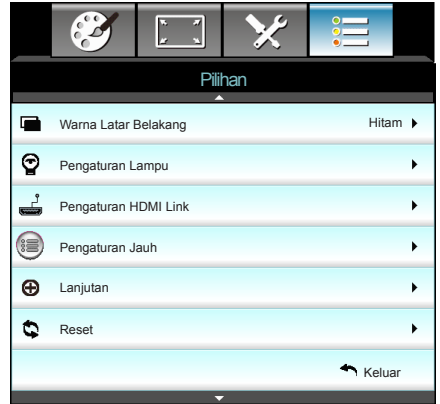 Pilihan
Warna Latar Belakang Hitam
Pengaturan Lampu
Pengaturan HDMI Link
Pengaturan Jauh
Lanjutan
Reset
Keluar